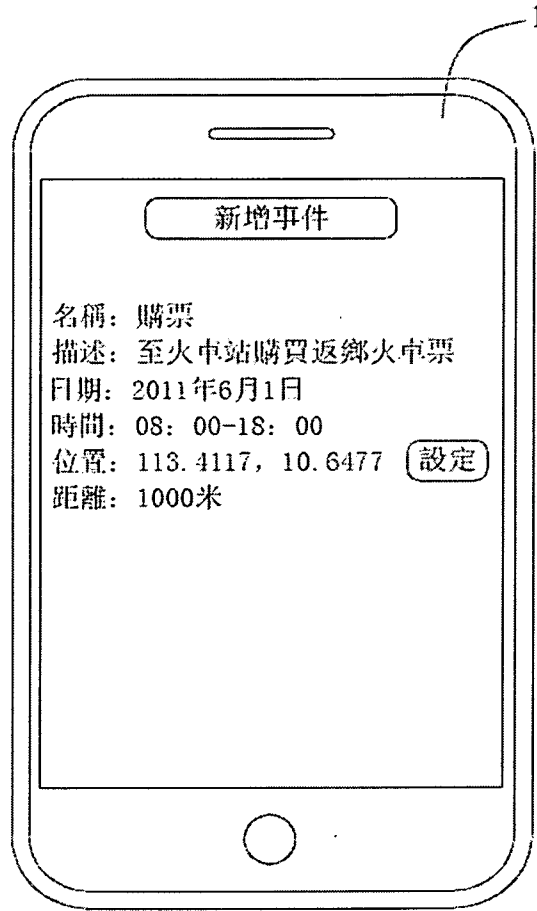 1
新增事件
名稱：購票
描述：至火車站購買返鄉火車票
日期：2011年6月1日
時間：08：00-18：00
位置：113.4117，10.6477 設定
距離：1000米